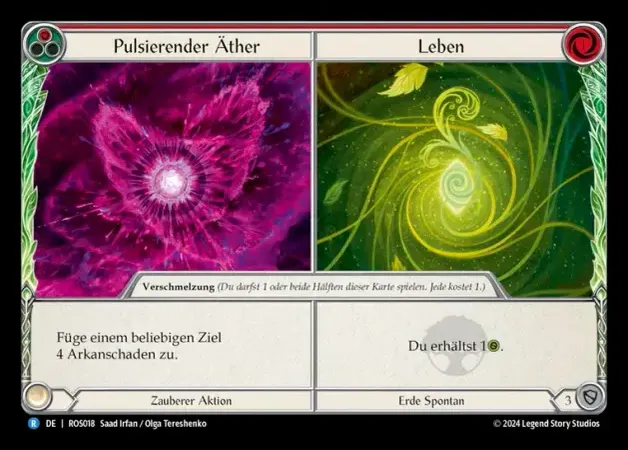 Pulsierender Äther
Leben
Verschmelzung (Du darfst 1 oder beide Hälften dieser Karte spielen. Jede kostet 1.)
Füge einem beliebigen Ziel
4 Arkanschaden zu.
Du erhältst 1.
Zauberer Aktion
Erde Spontan
3
R DE | ROS018 Saad Irfan / Olga Tereshenko
© 2024 Legend Story Studios